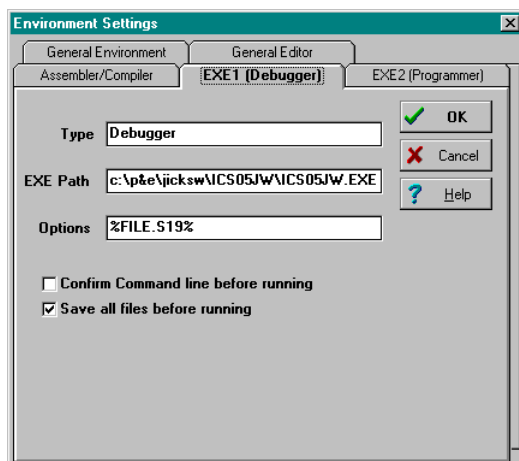 Environment Settings
General Environment
General Editor
Assembler/Compiler
EXE1 (Debugger)
EXE2 (Programmer)
Type
Debugger
EXE Path
c:\p&e\jicksw\ICS05JW\ICS05JW.EXE
Options
%FILE.S19%
Confirm Command line before running
Save all files before running
OK
Cancel
Help